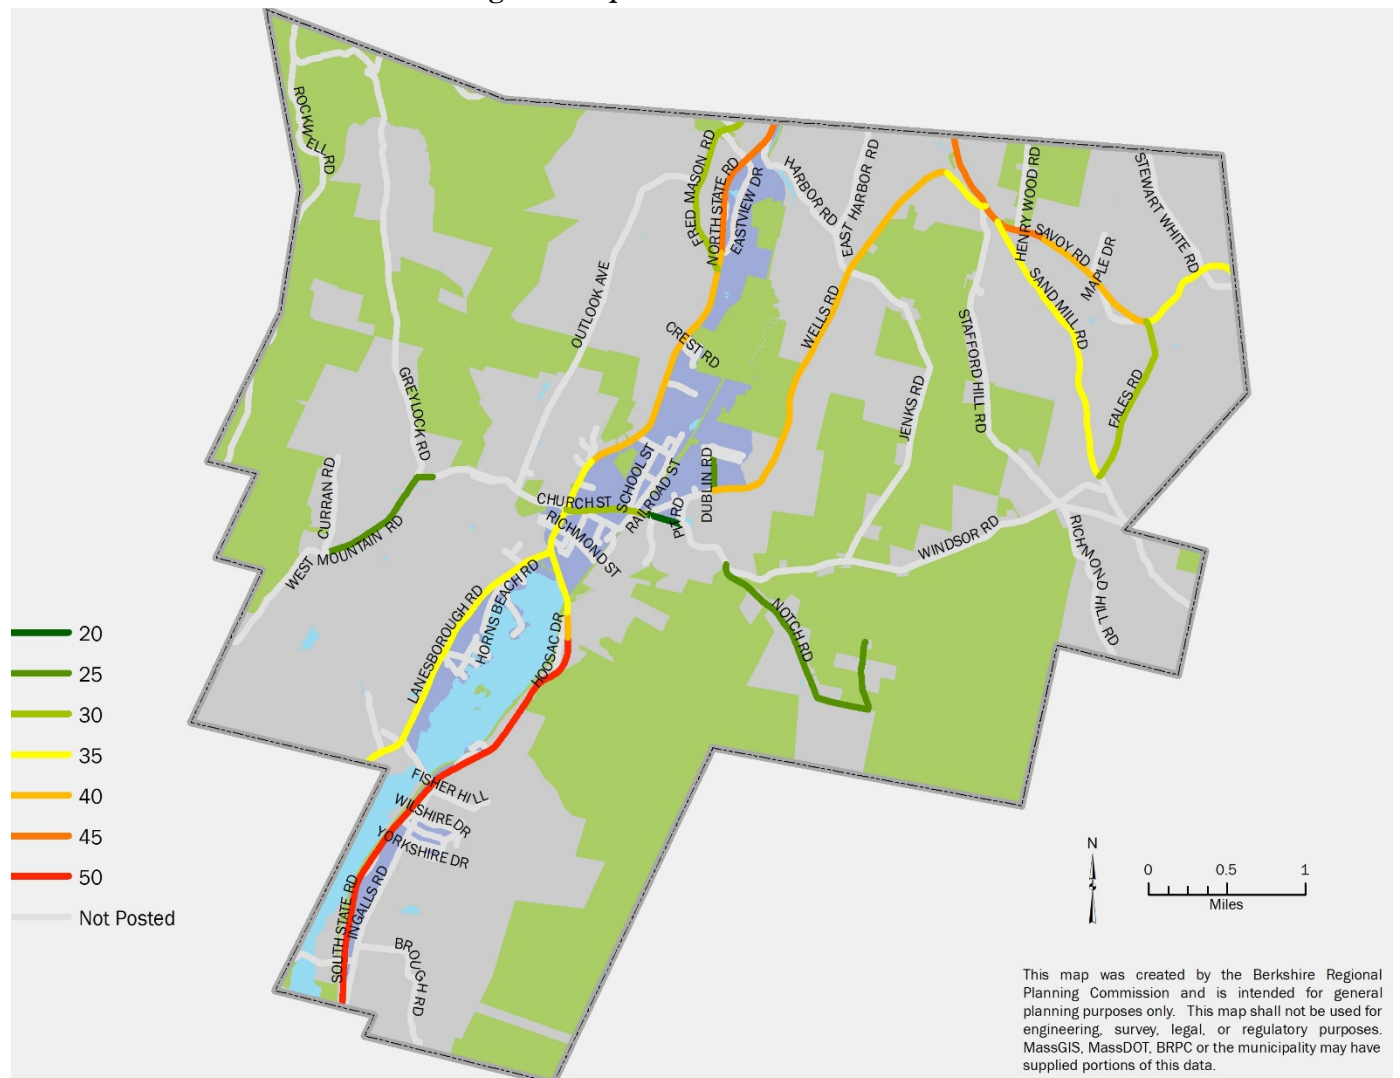 ROCKWELL RD
FRED MASON RD
NORTH STATE RD
EASTVIEW DR
HARBOR RD
EAST HARBOR RD
HENRY WOOD RD
STEWART WHITE RD
SAVOY RD
MAPLE DR
SAND MILL RD
OUTLOOK AVE
WELLS RD
CREST RD
STAFFORD HILL RD
GREYLOCK RD
JENKS RD
FALES RD
CURRAN RD
SCHOOL ST
RAILROAD ST
DUBLIN RD
CHURCH ST
RICHMOND ST
WEST MOUNTAIN RD
WINDSOR RD
RICHMOND HILL RD
LANESBOROUGH RD
HORNS BEACH RD
HOOSAC DR
NOTCH RD
FISHER HILL
WILSHIRE DR
YORKSHIRE DR
SOUTH STATE RD
INGALLS RD
BROUGH RD
20
25
30
35
40
45
50
Not Posted
N
0 0.5 1
Miles
This map was created by the Berkshire Regional
Planning Commission and is intended for general
planning purposes only. This map shall not be used for
engineering, survey, legal, or regulatory purposes.
MassGIS, MassDOT, BRPC or the municipality may have
supplied portions of this data.